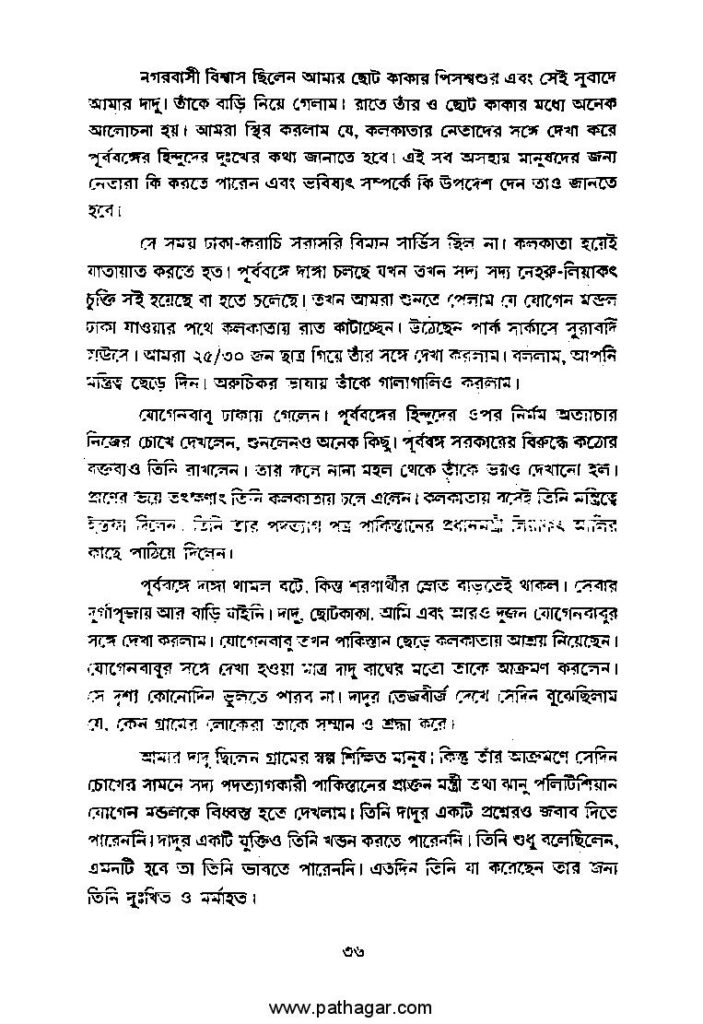 নগরবাসী বিশ্বাস ছিলেন আমার ছোট কাকার পিসশ্বশুর এবং সেই সুবাদে
আমার দাদু। তাঁকে বাড়ি নিয়ে গেলাম। রাতে তাঁর ও ছোট কাকার মধ্যে অনেক
আলোচনা হয়। আমরা স্থির করলাম যে, কলকাতার নেতাদের সঙ্গে দেখা করে
পূর্ববঙ্গের হিন্দুদের দুঃখের কথা জানাতে হবে। এই সব অসহায় মানুষদের জন্য
নেতারা কি করতে পারেন এবং ভবিষ্যৎ সম্পর্কে কি উপদেশ দেন তাও জানতে
হবে।
সে সময় ঢাকা-করাচি সরাসরি বিমান সার্ভিস ছিল না। কলকাতা হয়েই
যাতায়াত করতে হত। পূর্ববঙ্গে দাঙ্গা চলছে যখন তখন সদ্য সদ্য নেহরু-লিয়াকৎ
চুক্তি সই হয়েছে বা হতে চলেছে। তখন আমরা শুনতে পেলাম যে যোগেন মন্ডল
ঢাকা যাওয়ার পথে কলকাতায় রাত কাটাচ্ছেন। উঠেছেন পার্ক সার্কাসে সুরাবর্দি
হাউসে। আমরা ২৫/৩০ জন ছাত্র গিয়ে তাঁর সঙ্গে দেখা করলাম। বললাম, আপনি
মন্ত্রিত্ব ছেড়ে দিন। অরুচিকর ভাষায় তাঁকে গালাগালিও করলাম।
যোগেনবাবু ঢাকায় গেলেন। পূর্ববঙ্গের হিন্দুদের ওপর নির্মম অত্যাচার
নিজের চোখে দেখলেন, শুনলেনও অনেক কিছু। পূর্ববঙ্গ সরকারের বিরুদ্ধে কঠোর
বক্তব্যও তিনি রাখলেন। তার ফলে নানা মহল থেকে তাঁকে ভয়ও দেখানো হল।
প্রাণের ভয়ে তৎক্ষণাৎ তিনি কলকাতায় চলে এলেন। কলকাতায় বসেই তিনি মন্ত্রিত্বে
ইস্তফা দিলেন। তিনি তার পদত্যাগ পত্র পাকিস্তানের প্রধানমন্ত্রী লিয়াকৎ আলির
কাছে পাঠিয়ে দিলেন।
পূর্ববঙ্গে দাঙ্গা থামল বটে, কিন্তু শরণার্থীর স্রোত বাড়তেই থাকল। সেবার
দুর্গাপূজায় আর বাড়ি যাইনি। দাদু, ছোটকাকা, আমি এবং আরও দুজন যোগেনবাবুর
সঙ্গে দেখা করলাম। যোগেনবাবু তখন পাকিস্তান ছেড়ে কলকাতায় আশ্রয় নিয়েছেন।
যোগেনবাবুর সঙ্গে দেখা হওয়া মাত্র দাদু বাঘের মতো তাকে আক্রমণ করলেন।
সে দৃশ্য কোনোদিন ভুলতে পারব না। দাদুর তেজবীর্জ দেখে সেদিন বুঝেছিলাম
যে, কেন গ্রামের লোকেরা তাকে সম্মান ও শ্রদ্ধা করে।
আমার দাদু ছিলেন গ্রামের স্বল্প শিক্ষিত মানুষ। কিন্তু তাঁর আক্রমণে সেদিন
চোখের সামনে সদ্য পদত্যাগকারী পাকিস্তানের প্রাক্তন মন্ত্রী তথা ঝানু পলিটিশিয়ান
যোগেন মন্ডলকে বিধ্বস্ত হতে দেখলাম। তিনি দাদুর একটি প্রশ্নেরও জবাব দিতে
পারেননি। দাদুর একটি যুক্তিও তিনি খন্ডন করতে পারেননি। তিনি শুধু বলেছিলেন,
এমনটি হবে তা তিনি ভাবতে পারেননি। এতদিন তিনি যা করেছেন তার জন্য
তিনি দুঃখিত ও মর্মাহত।
৩৬
www.pathagar.com